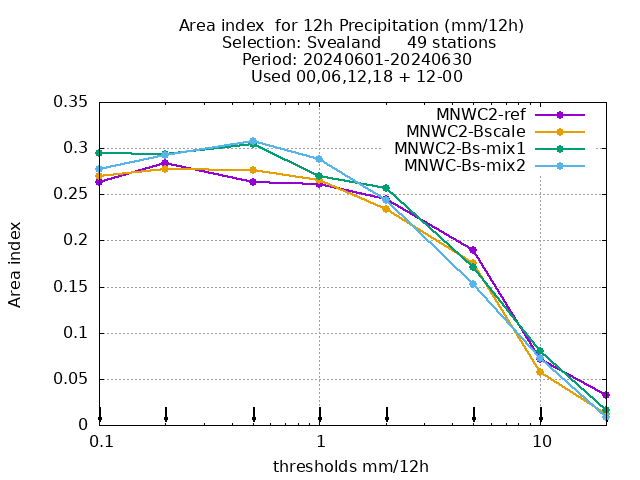 Area index  for 12h Precipitation (mm/12h)
Selection: Svealand     49 stations
Period: 20240601-20240630
Used 00,06,12,18 + 12-00
MNWC2-ref
MNWC2-Bscale
MNWC2-Bs-mix1
MNWC-Bs-mix2
Area index
0.35
0.3
0.25
0.2
0.15
0.1
0.05
0
0.1
1
10
thresholds mm/12h